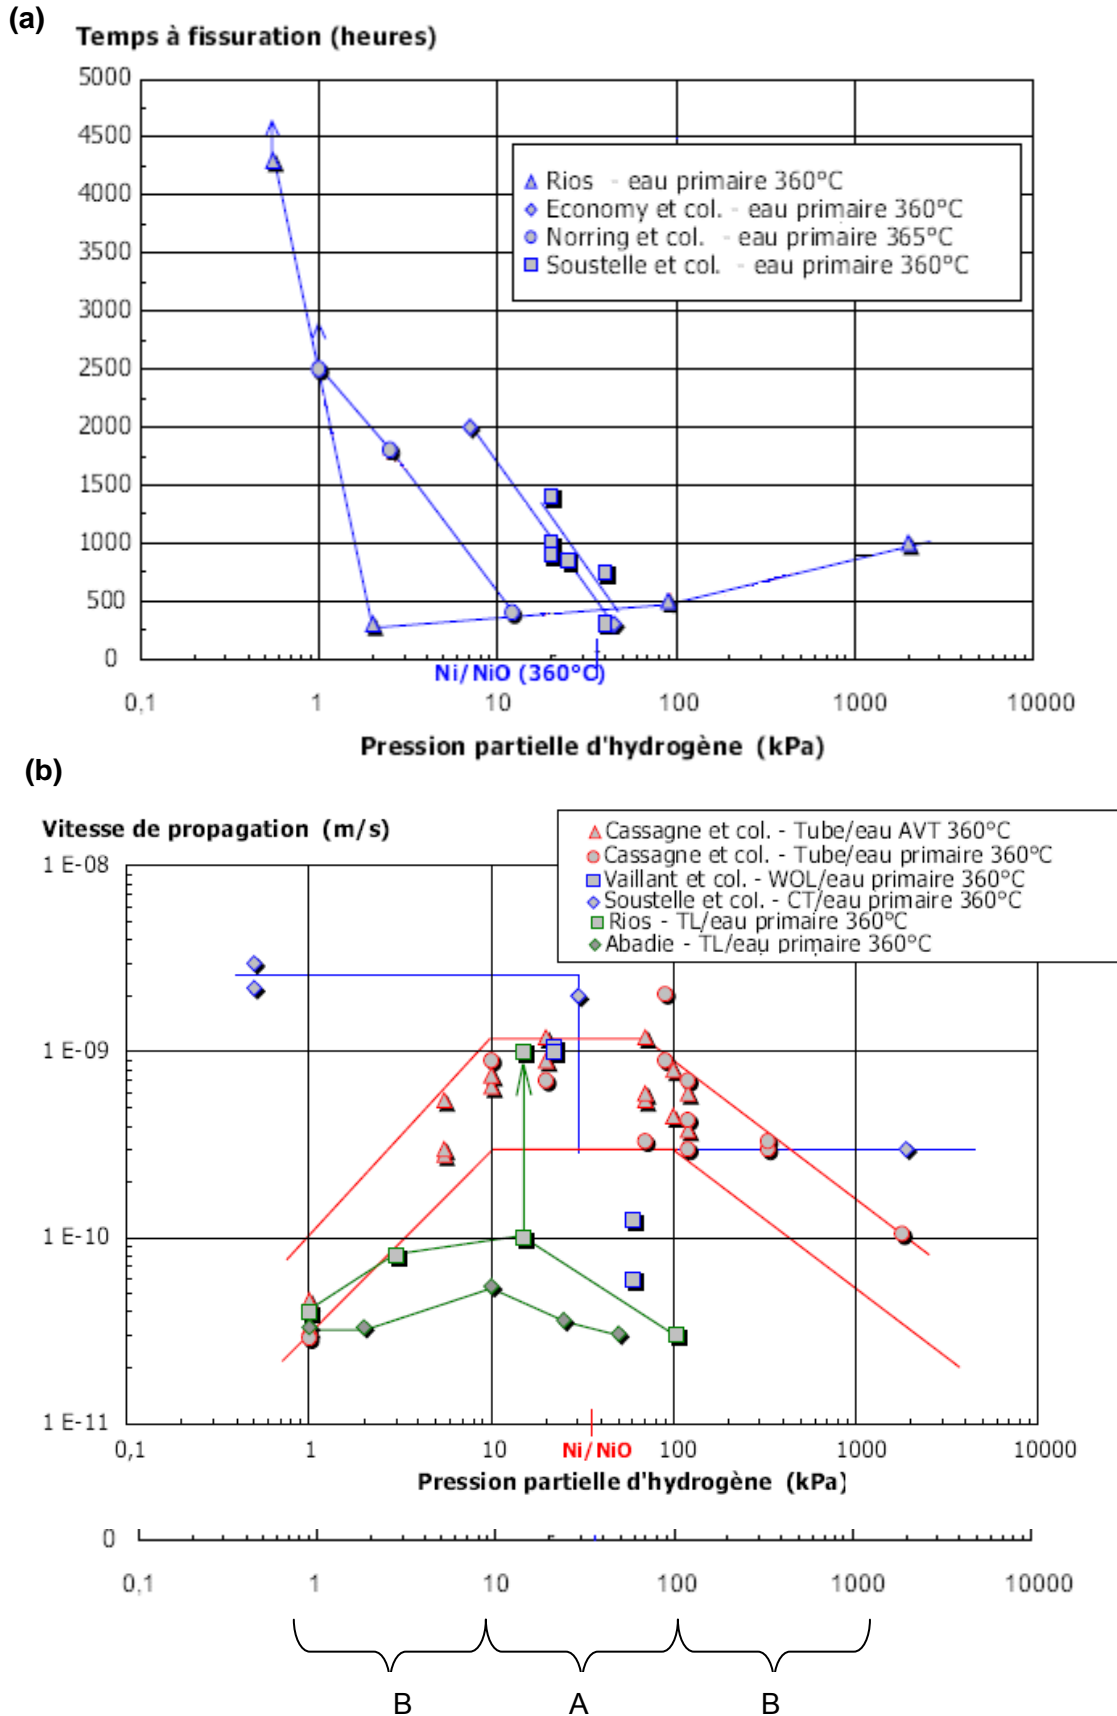 (a)
Temps à fissuration (heures)
5000
4500
4000
3500
3000
2500
2000
1500
1000
500
0
Rios - eau primaire 360°C
Economy et col. - eau primaire 360°C
Norring et col. - eau primaire 365°C
Soustelle et col. - eau primaire 360°C
Ni/NiO (360°C)
0,1 1 10 100 1000 10000
Pression partielle d'hydrogène (kPa)
(b)
Vitesse de propagation (m/s)
Cassagne et col. - Tube/eau AVT 360°C
Cassagne et col. - Tube/eau primaire 360°C
Vaillant et col. - WOL/eau primaire 360°C
Soustelle et col. - CT/eau primaire 360°C
Rios - TL/eau primaire 360°C
Abadie - TL/eau primaire 360°C
1 E-08
1 E-09
1 E-10
1 E-11
0,1 1 10 Ni/NiO 100 1000 10000
Pression partielle d'hydrogène (kPa)
0
0,1 1 10 100 1000 10000
B A B